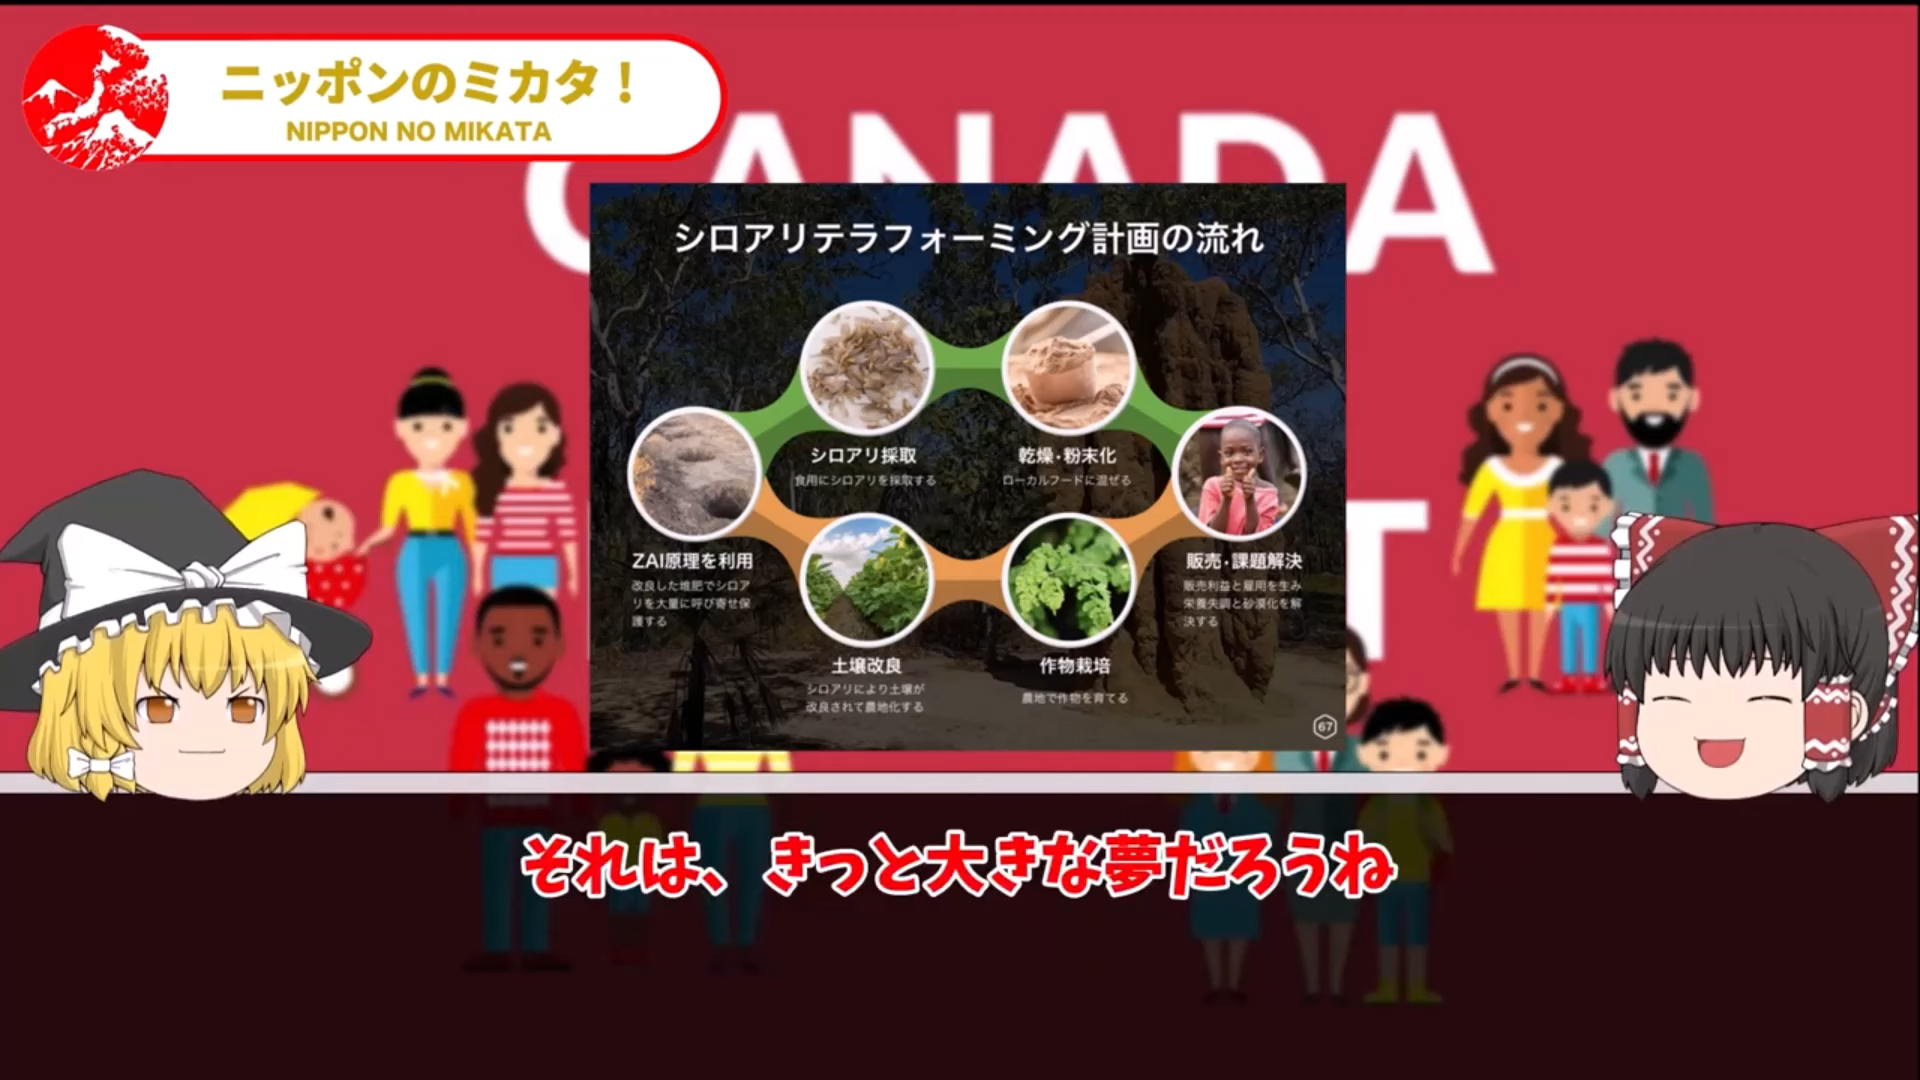 ニッポンのミカタ！
NIPPON NO MIKATA
CANADA
シロアリテラフォーミング計画の流れ
シロアリ採取
食用にシロアリを採取する
乾燥・粉末化
ローカルフードに混ぜる
ZAI原理を利用
改良した堆肥でシロア
リを大量に呼び寄せ保
護する
販売・課題解決
販売利益と雇用を生み
栄養失調と砂漠化を解
決する
土壌改良
シロアリにより土壌が
改良されて農地化する
作物栽培
農地で作物を育てる
67
T
それは、きっと大きな夢だろうね